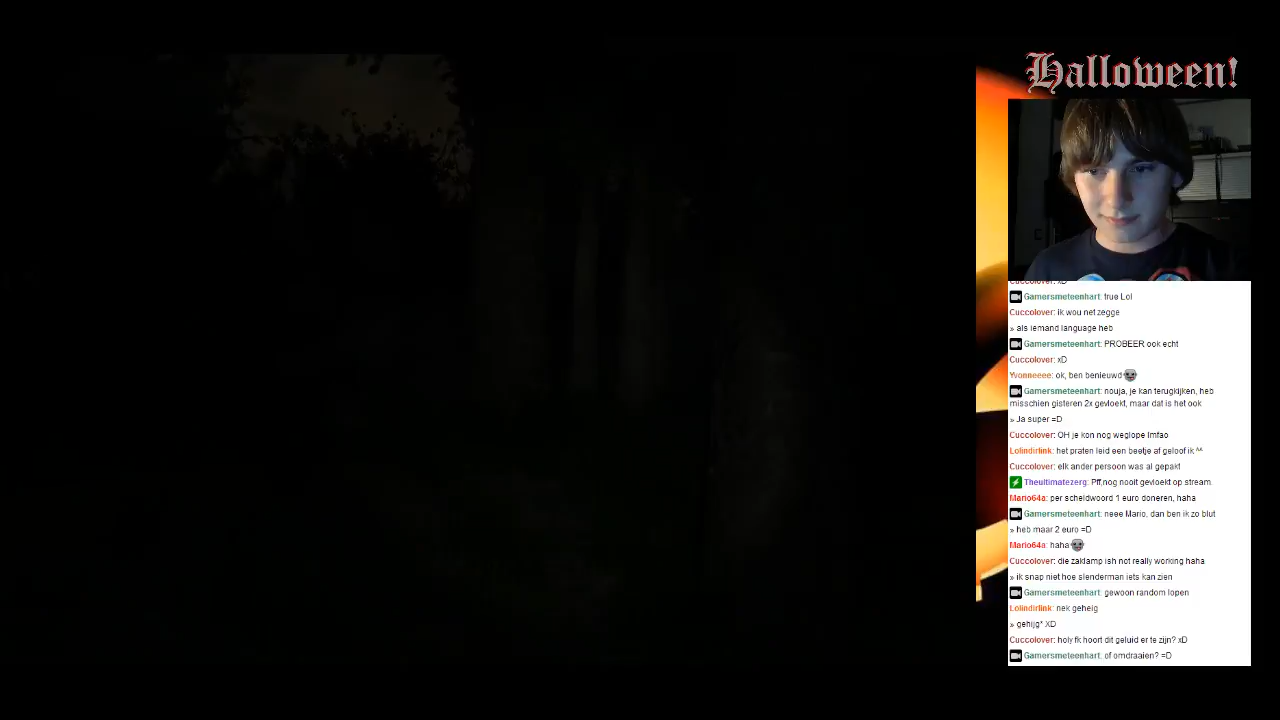 Halloween!
Cuccolover: xD
Gamersmeteenhart: true Lol
Cuccolover: ik wou net zegge
» als iemand language heb
Gamersmeteenhart: PROBEER ook echt
Cuccolover: xD
Yvonneeee: ok, ben benieuwd
Gamersmeteenhart: nouja, je kan terugkijken, heb
misschien gisteren 2x gevloekt, maar dat is het ook
» Ja super =D
Cuccolover: OH je kon nog weglope lmfao
Lolindirlink: het praten leid een beetje af geloof ik ^^
Cuccolover: elk ander persoon was al gepakt
Theultimatezerg: Pff,nog nooit gevloekt op stream.
Mario64a: per scheldwoord 1 euro doneren, haha
Gamersmeteenhart: neee Mario, dan ben ik zo blut
» heb maar 2 euro =D
Mario64a: haha
Cuccolover: die zaklamp ish not really working haha
» ik snap niet hoe slenderman iets kan zien
Gamersmeteenhart: gewoon random lopen
Lolindirlink: nek geheig
» gehijg* XD
Cuccolover: holy fk hoort dit geluid er te zijn? xD
Gamersmeteenhart: of omdraaien? =D